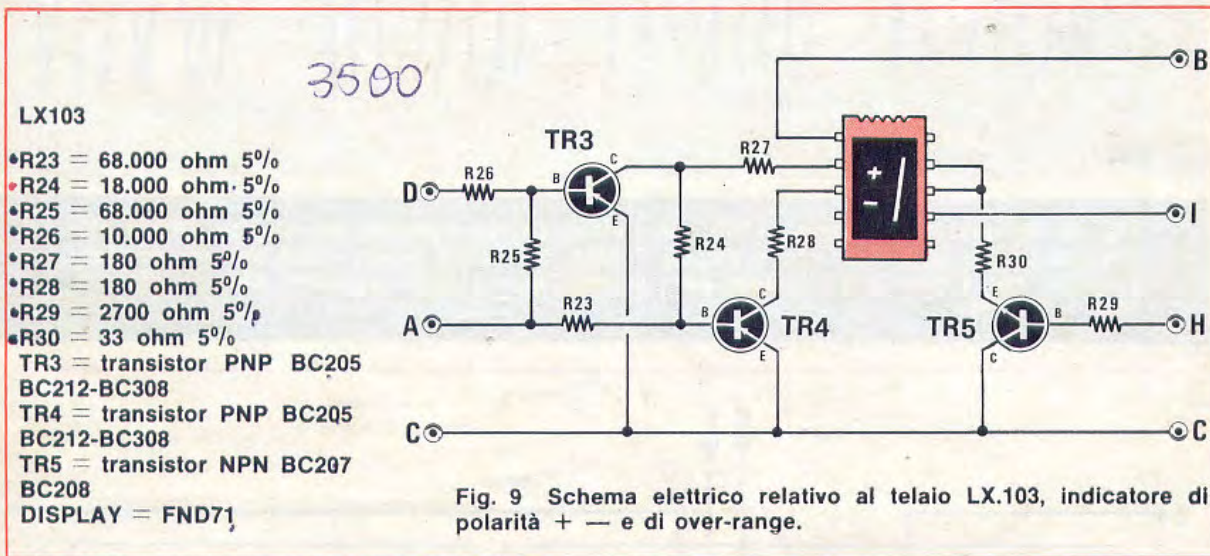 3500
LX103
R23 = 68.000 ohm 5%
R24 = 18.000 ohm 5%
R25 = 68.000 ohm 5%
R26 = 10.000 ohm 5%
R27 = 180 ohm 5%
R28 = 180 ohm 5%
R29 = 2700 ohm 5%
R30 = 33 ohm 5%
TR3 = transistor PNP BC205
BC212-BC308
TR4 = transistor PNP BC205
BC212-BC308
TR5 = transistor NPN BC207
BC208
DISPLAY = FND71
B
TR3
R27
C
D
R26
B
E
+
−
I
R25
R24
R28
R30
A
R23
C
B
TR4
E
E
TR5
B
C
R29
H
C
C
Fig. 9 Schema elettrico relativo al telaio LX.103, indicatore di
polarità + — e di over-range.